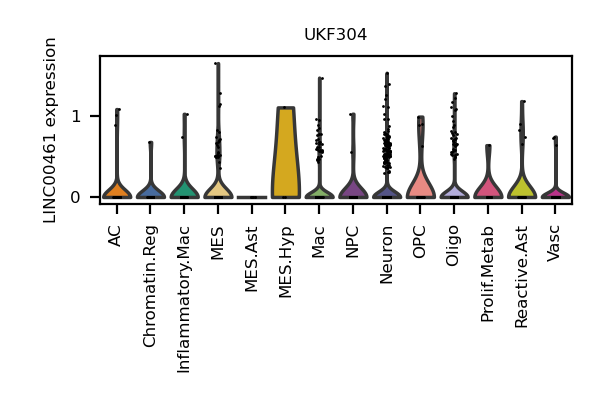 UKF304
LINC00461 expression
1
0
AC
Chromatin.Reg
Inflammatory.Mac
MES
MES.Ast
MES.Hyp
Mac
NPC
Neuron
OPC
Oligo
Prolif.Metab
Reactive.Ast
Vasc